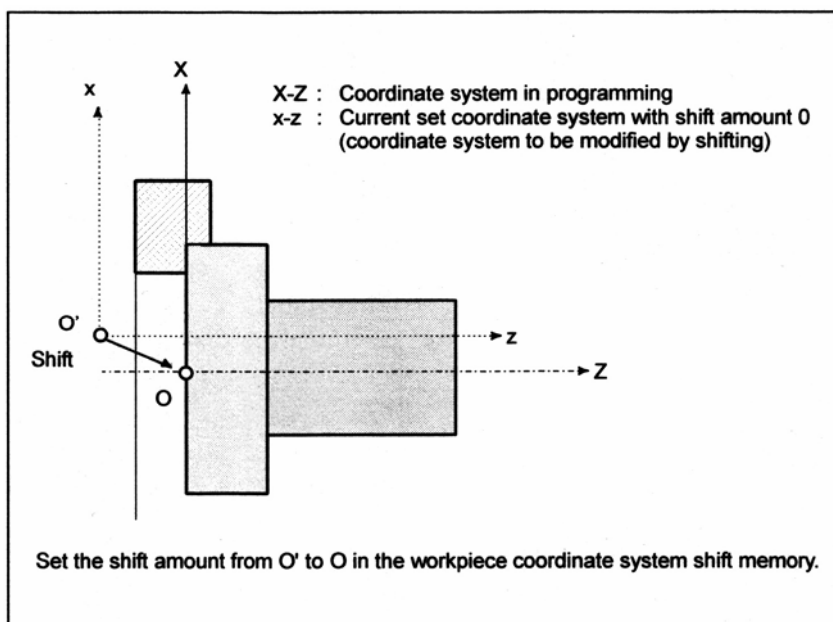 X
x
X-Z : Coordinate system in programming
x-z : Current set coordinate system with shift amount 0
(coordinate system to be modified by shifting)
O'
z
Shift
Z
O
Set the shift amount from O' to O in the workpiece coordinate system shift memory.